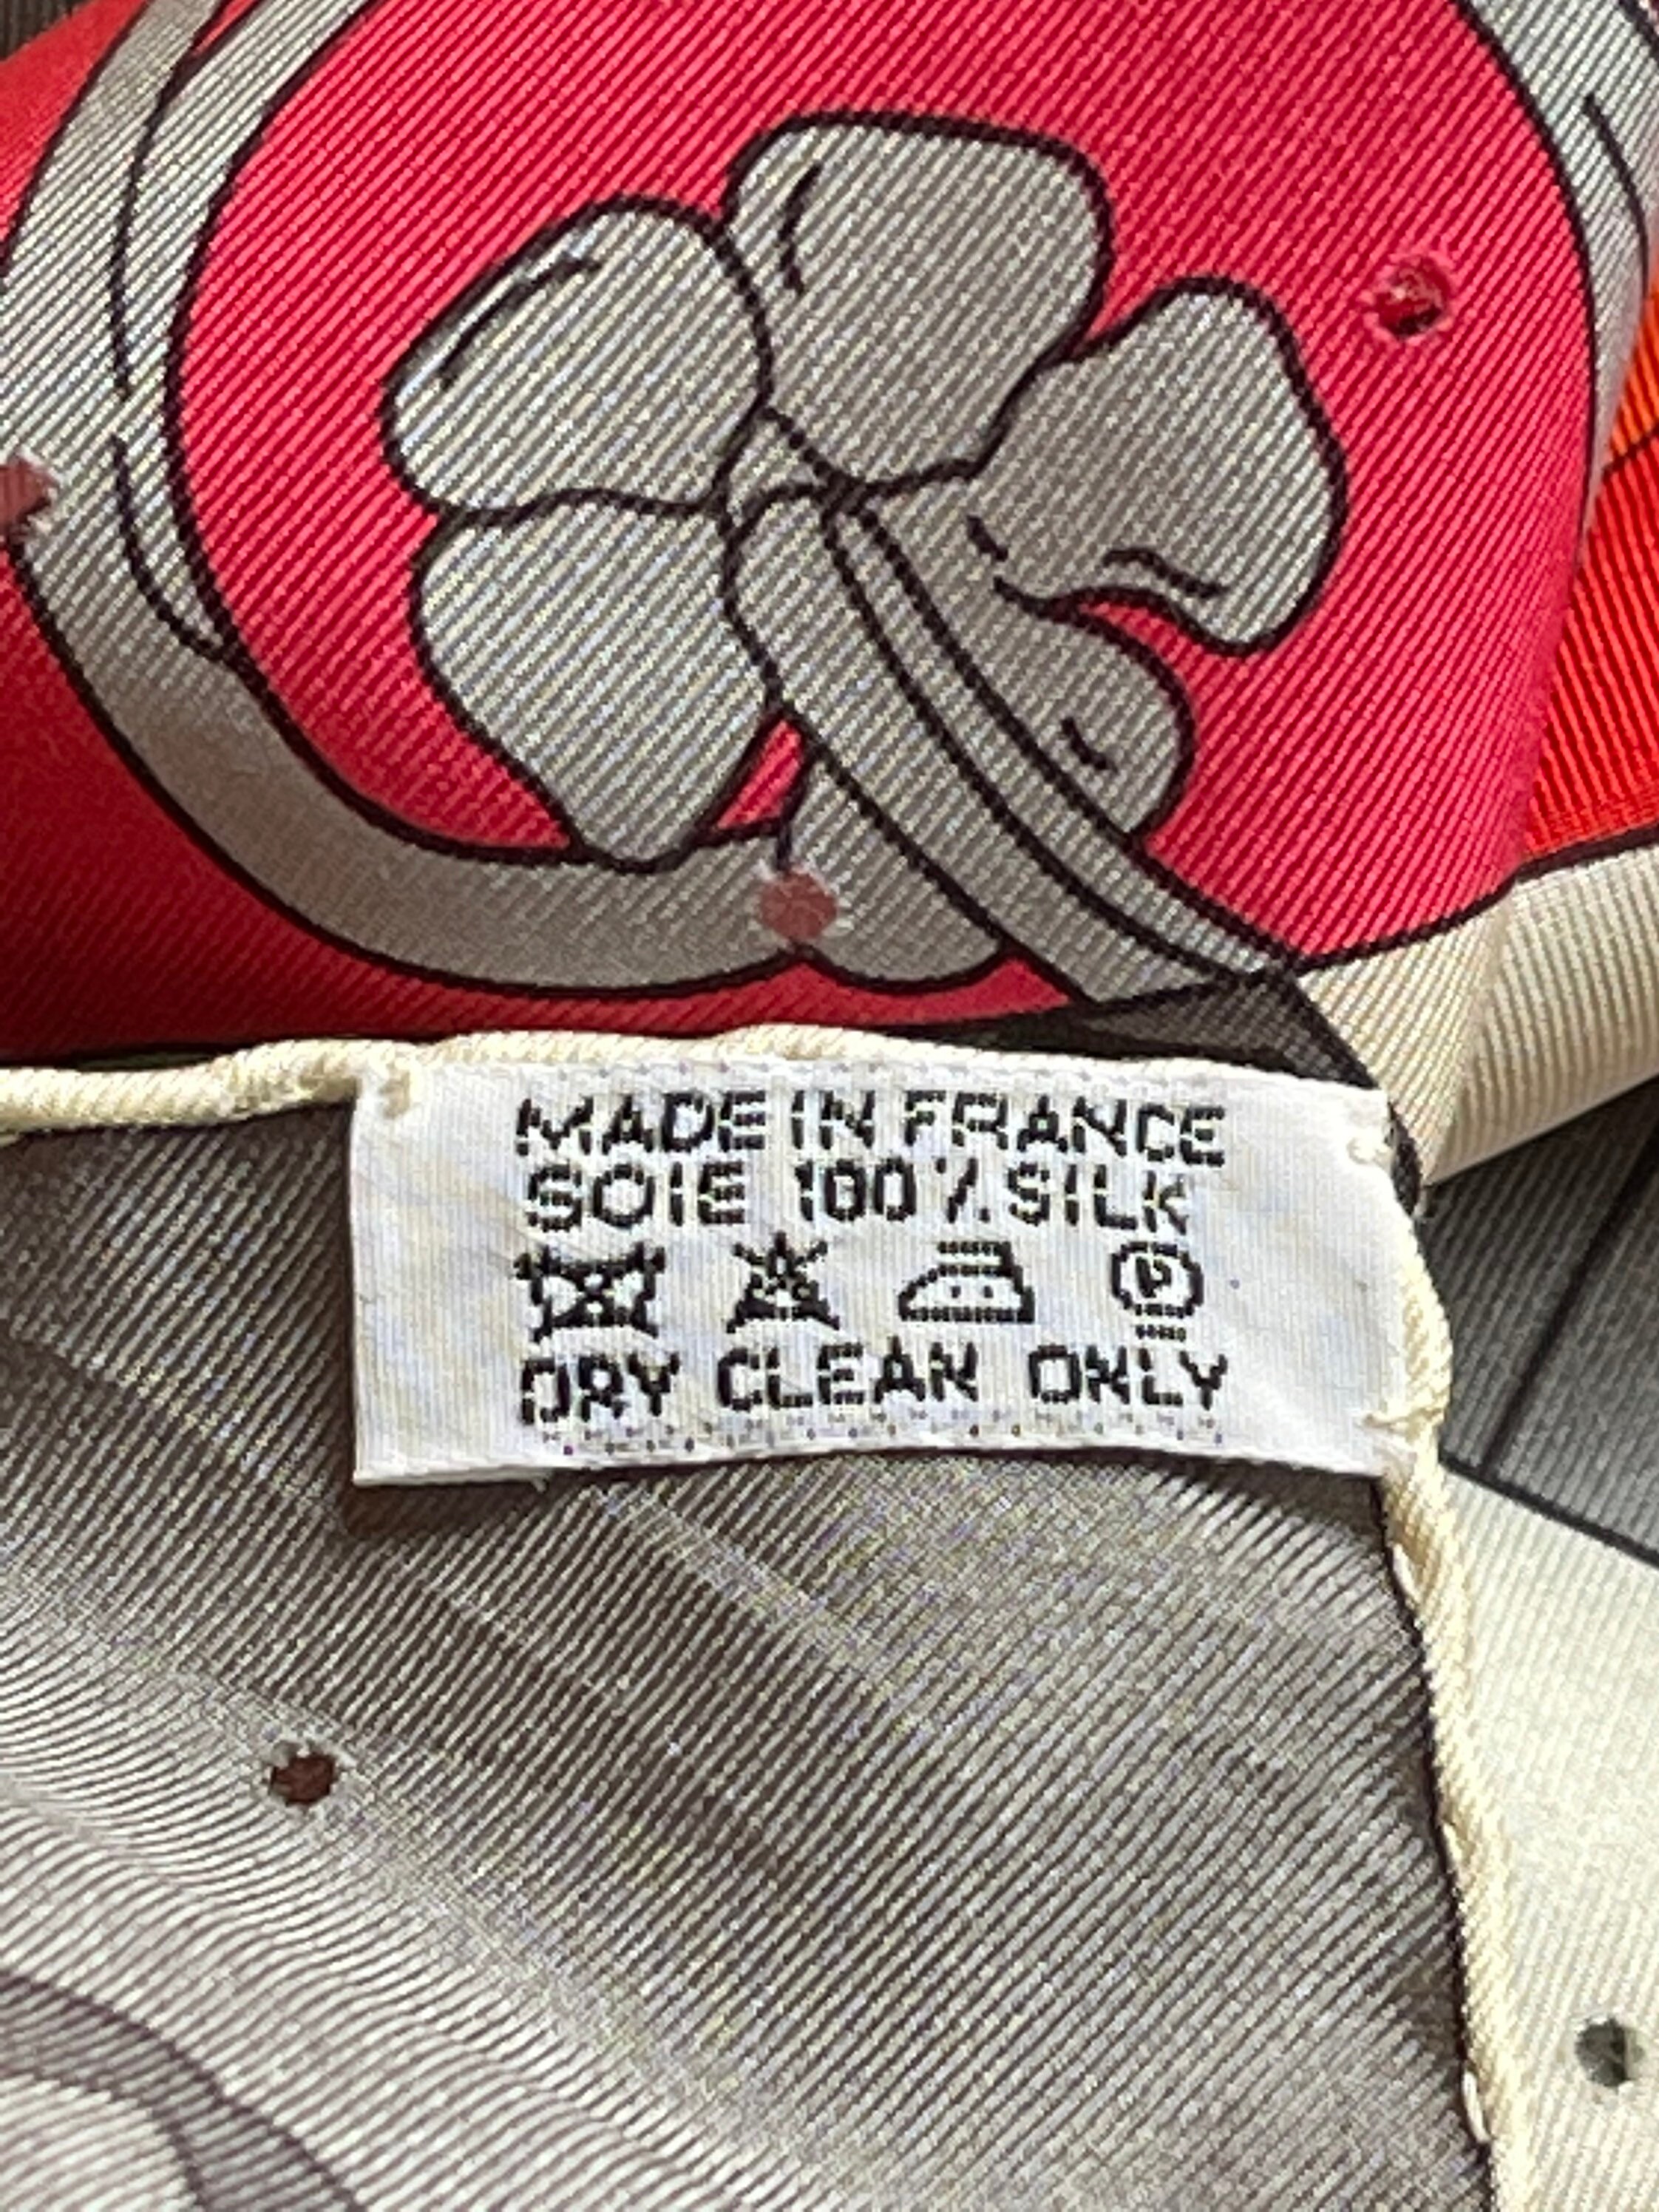 MADE IN FRANCE
SOIE 100% SILK
P
DRY CLEAN ONLY